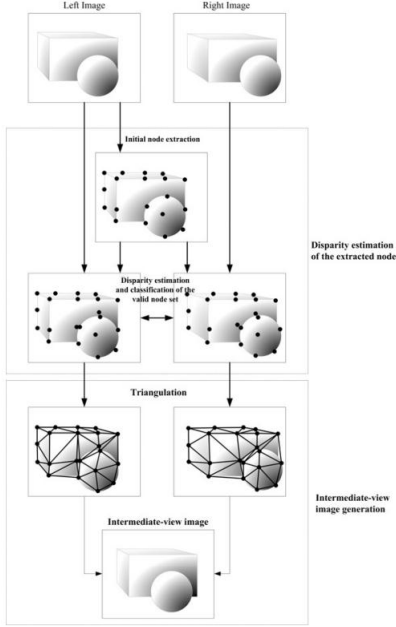 Left Image
Right Image
Initial node extraction
Disparity estimation
of the extracted node
Disparity estimation
and classification of the
valid node set
Triangulation
Intermediate-view
image generation
Intermediate-view image